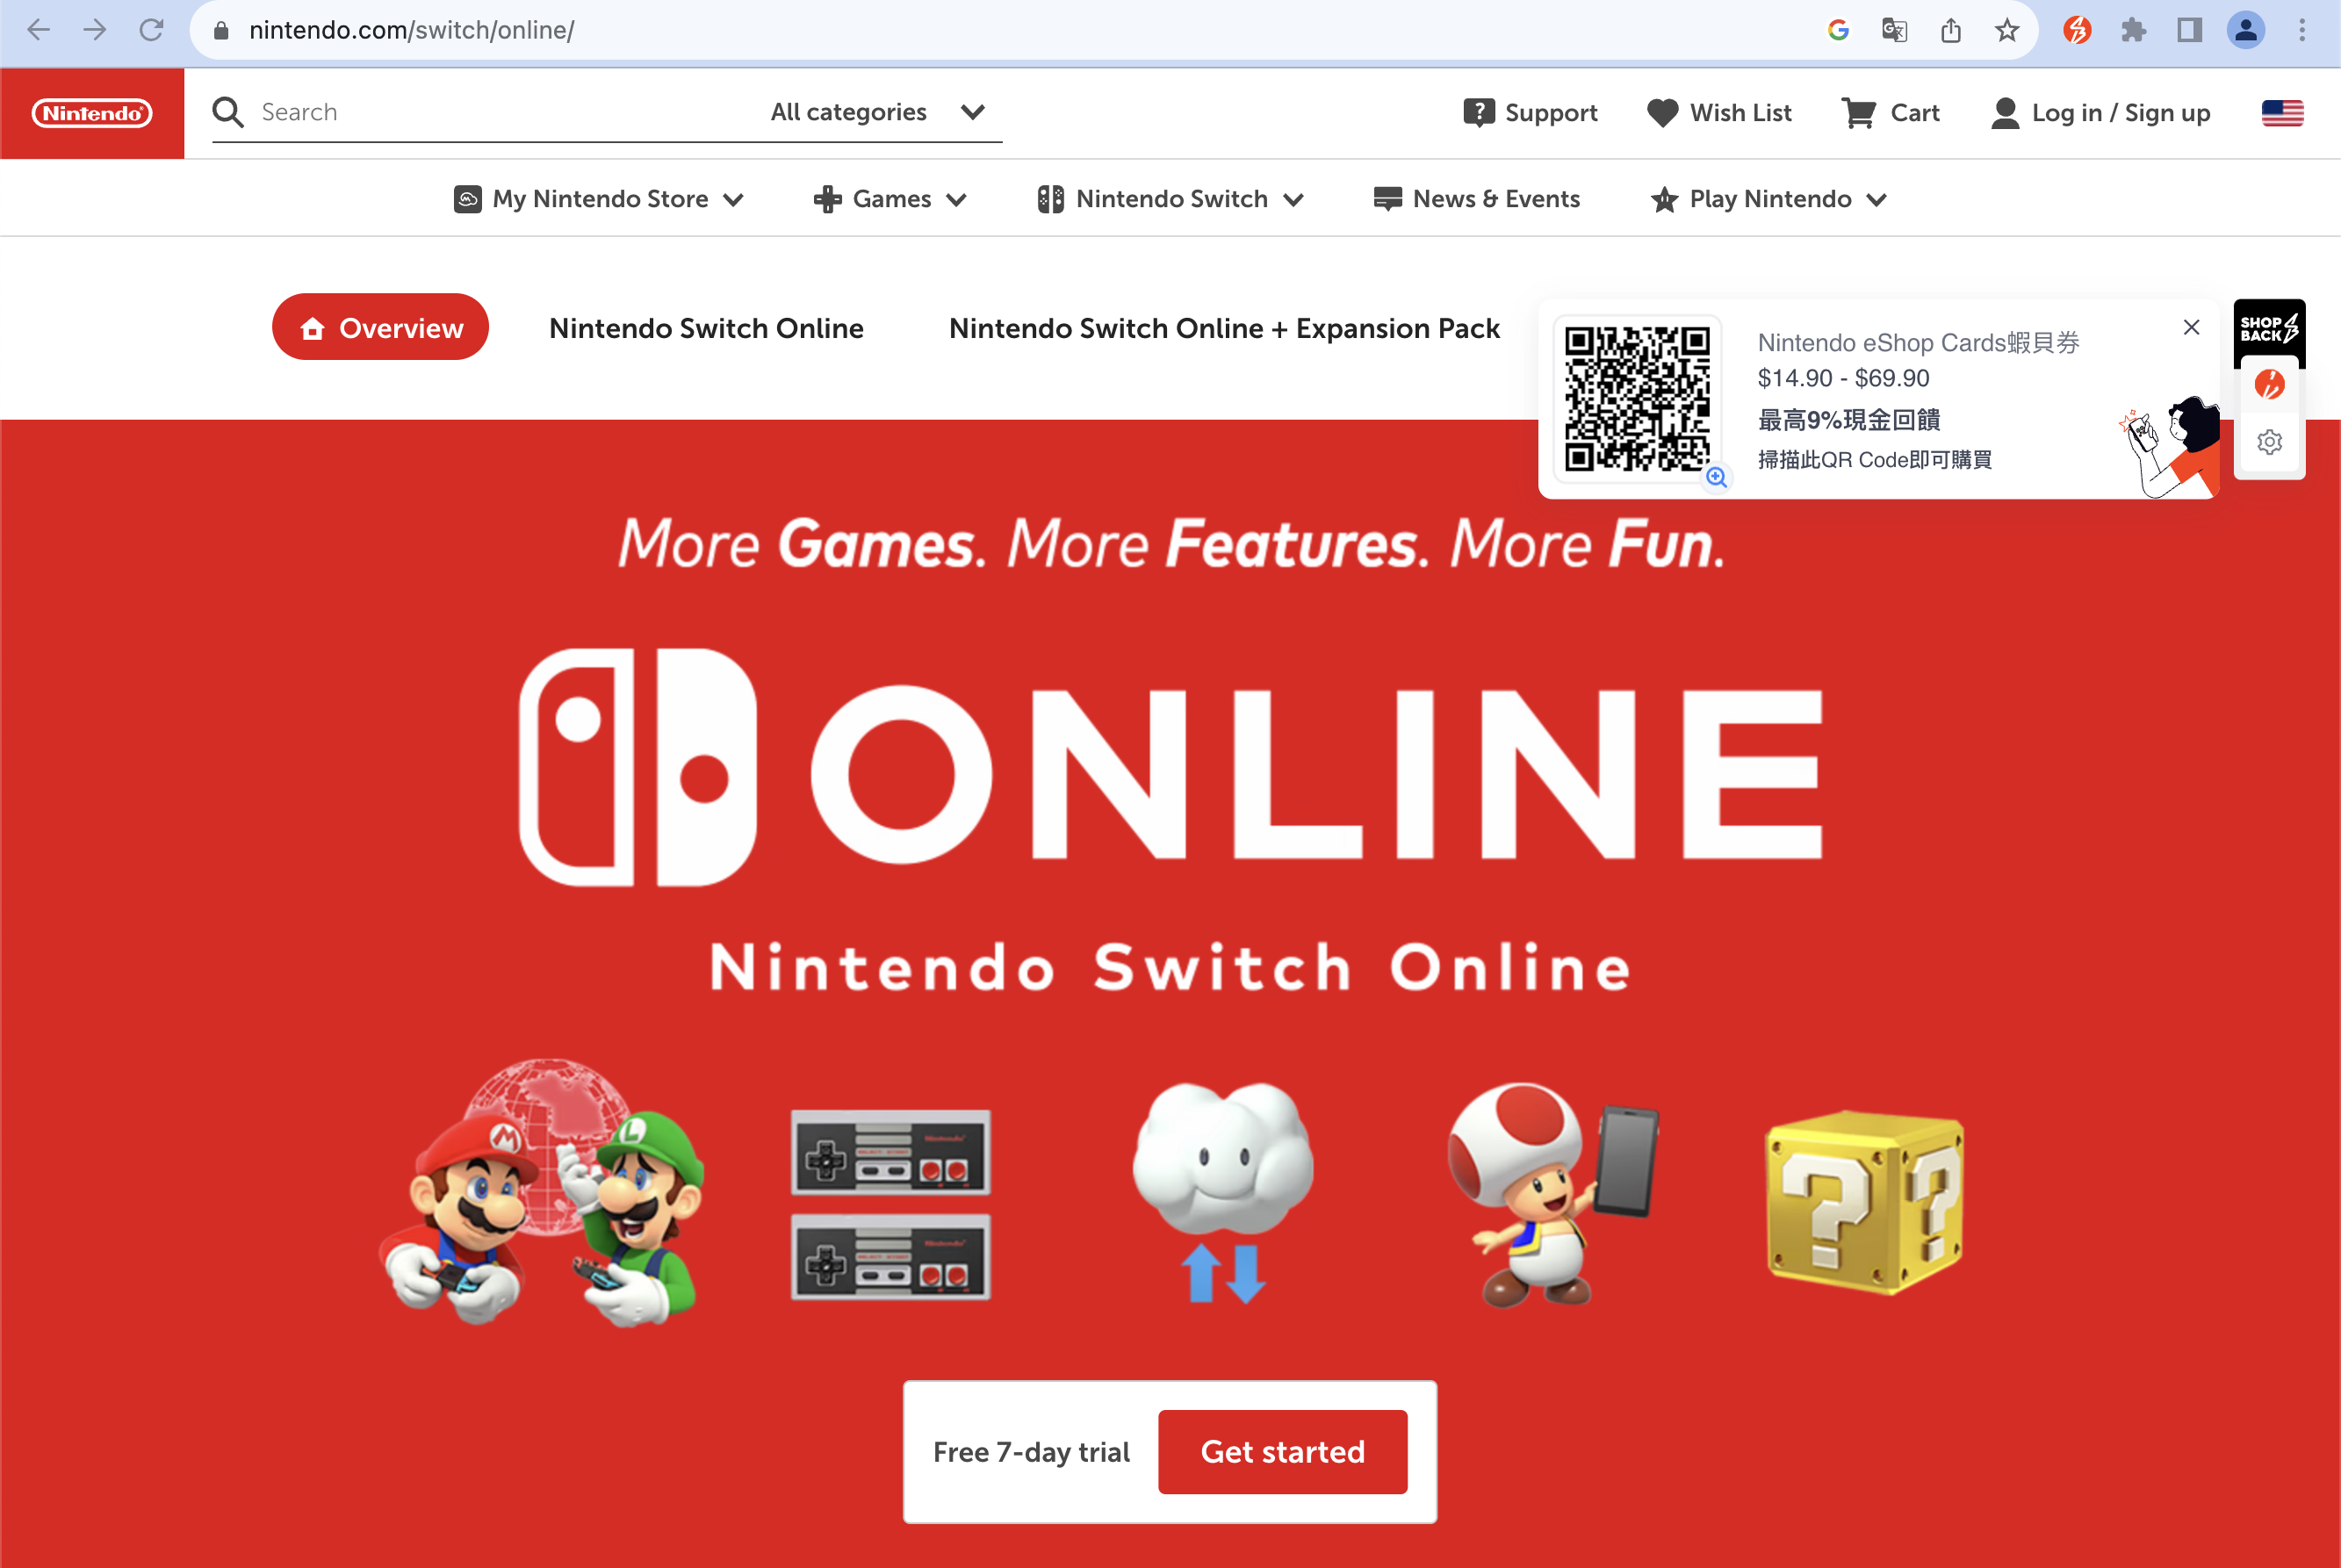 nintendo.com/switch/online/
Nintendo
Search
All categories
Support
Wish List
Cart
Log in / Sign up
My Nintendo Store
Games
Nintendo Switch
News & Events
Play Nintendo
Overview
Nintendo Switch Online
Nintendo Switch Online + Expansion Pack
Nintendo eShop Cards蝦貝券
$14.90 - $69.90
最高9%現金回饋
掃描此QR Code即可購買
SHOP
BACK
More Games. More Features. More Fun.
ONLINE
Nintendo Switch Online
Free 7-day trial
Get started